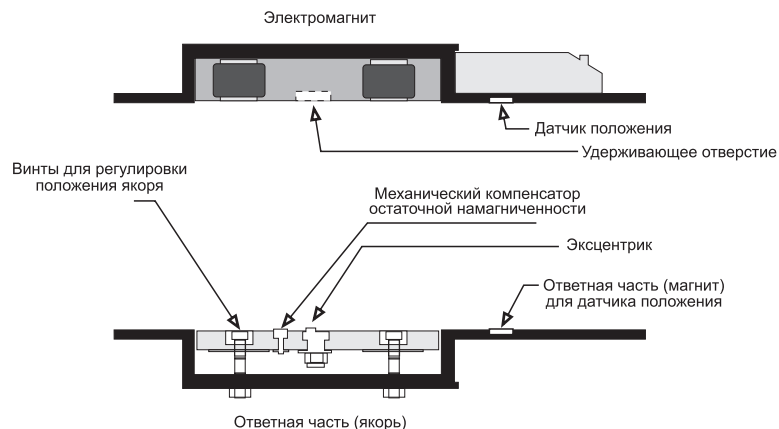 Электромагнит
Датчик положения
Удерживающее отверстие
Винты для регулировки
положения якоря
Механический компенсатор
остаточной намагниченности
Эксцентрик
Ответная часть (магнит)
для датчика положения
Ответная часть (якорь)